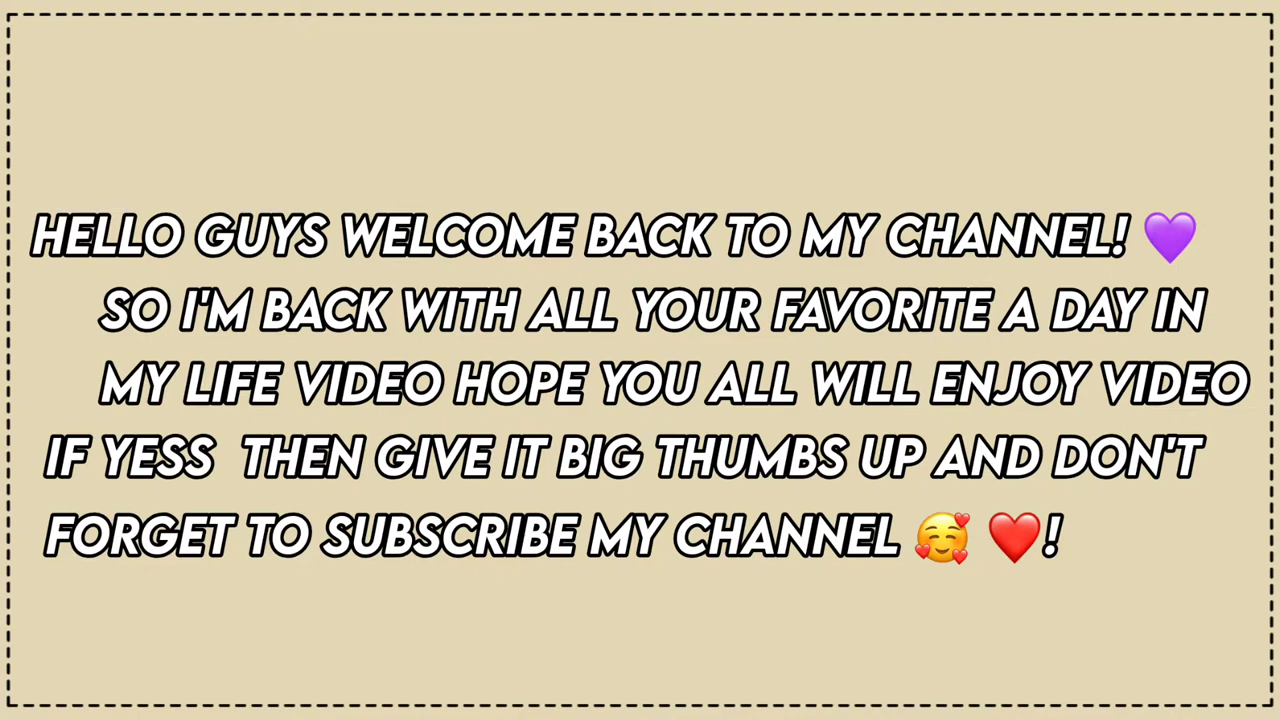 HELLO GUYS WELCOME BACK TO MY CHANNEL! 💜
SO I'M BACK WITH ALL YOUR FAVORITE A DAY IN
MY LIFE VIDEO HOPE YOU ALL WILL ENJOY VIDEO
IF YESS THEN GIVE IT BIG THUMBS UP AND DON'T
FORGET TO SUBSCRIBE MY CHANNEL 🥰 ❤️!